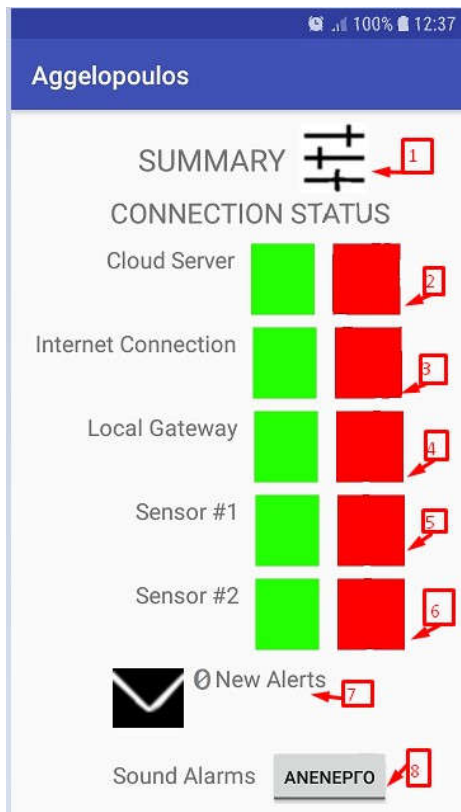 100% 12:37
Aggelopoulos
SUMMARY 1
CONNECTION STATUS
Cloud Server 2
Internet Connection 3
Local Gateway 4
Sensor #1 5
Sensor #2 6
0 New Alerts 7
Sound Alarms ΑΝΕΝΕΡΓΟ 8